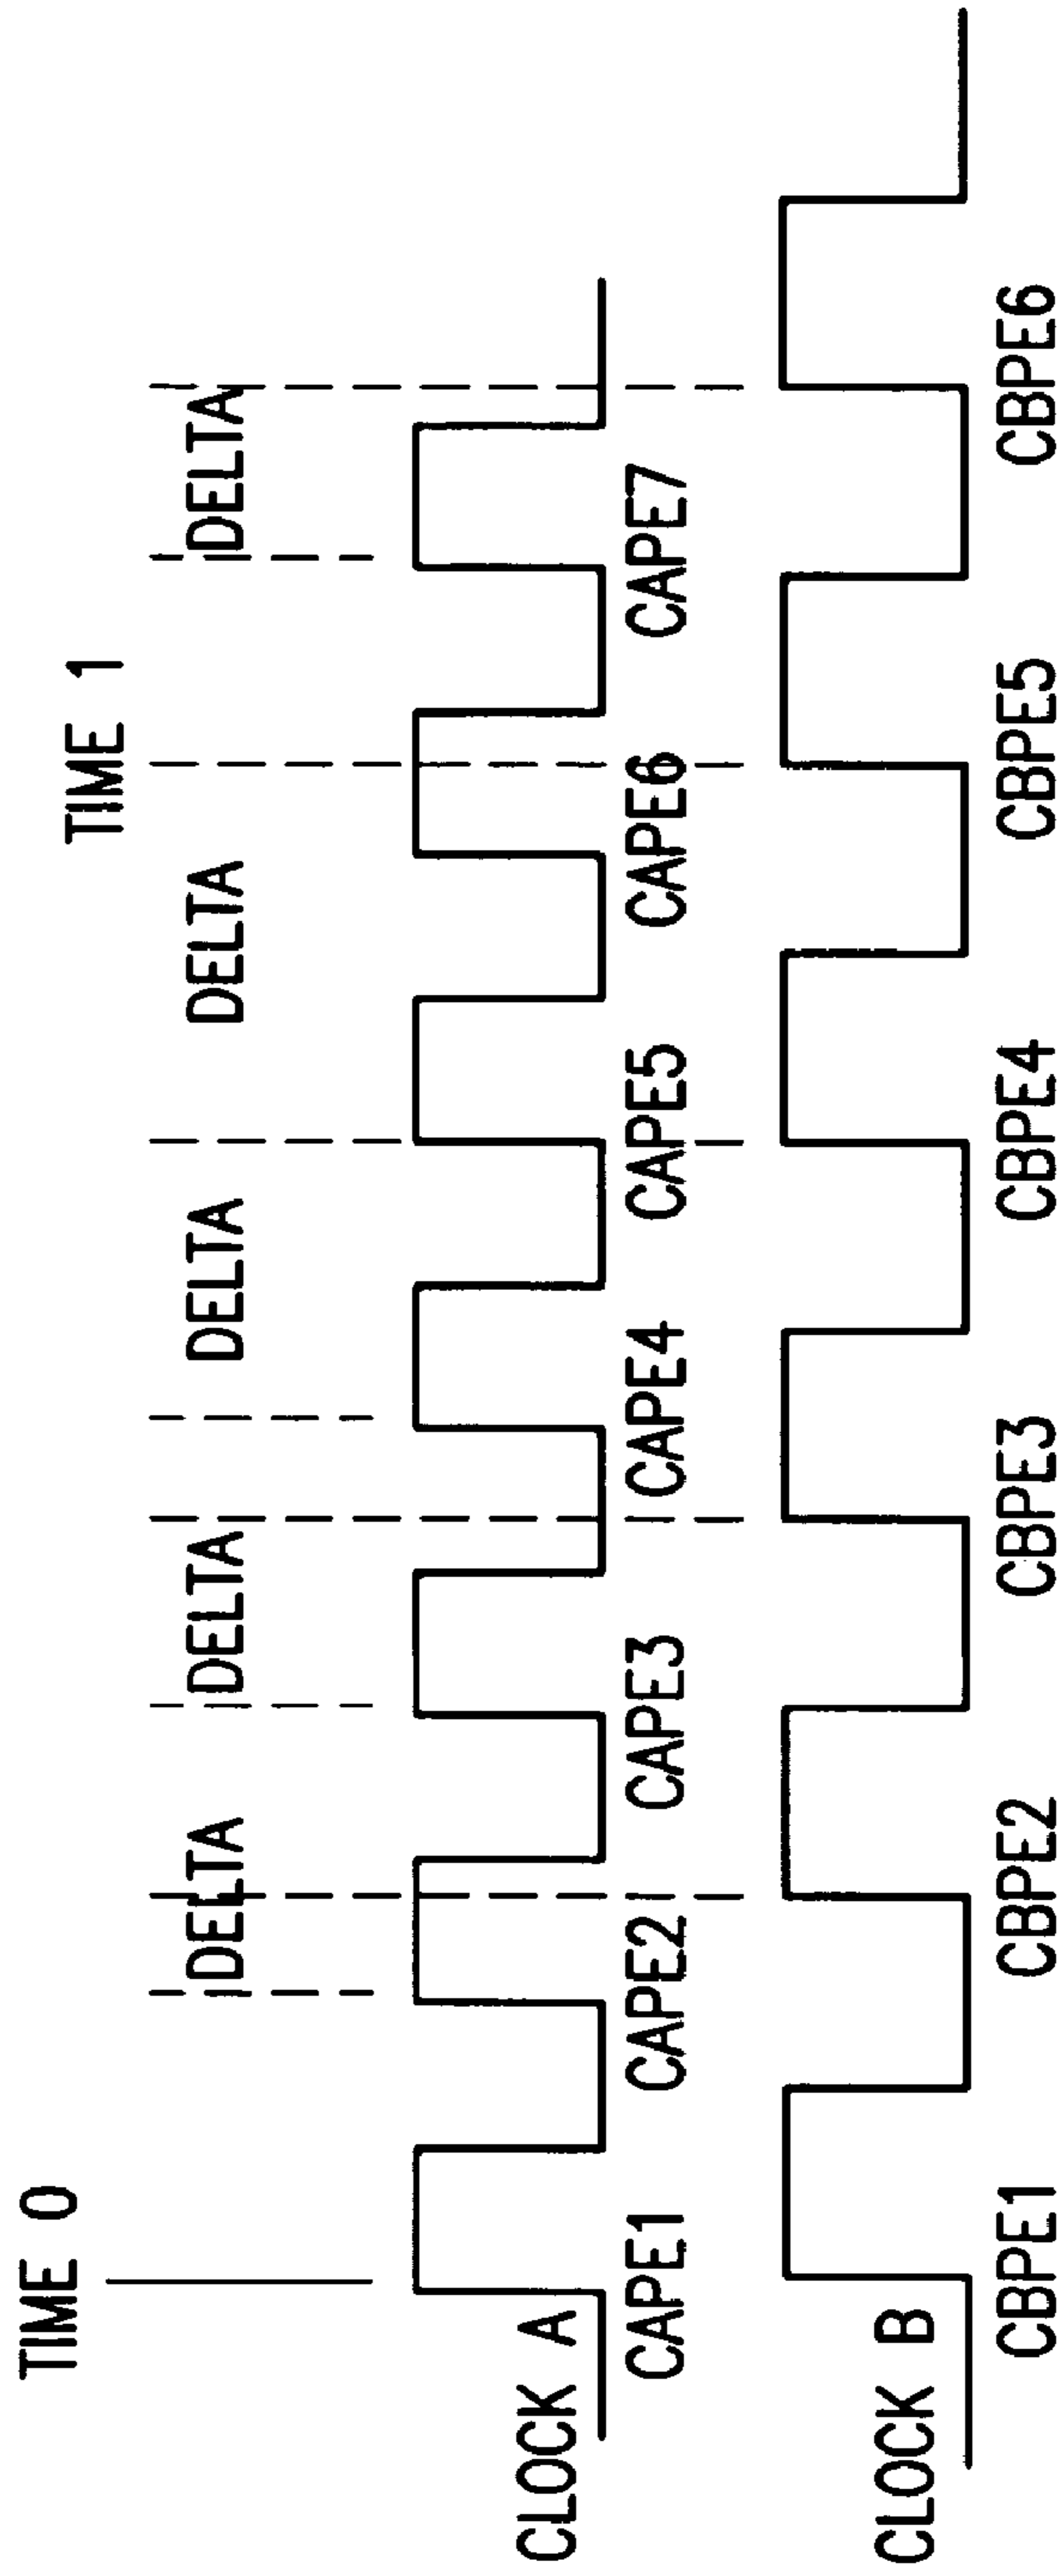 TIME 0
TIME 1
DELTA DELTA DELTA DELTA DELTA
CLOCK A
CAPE1 CAPE2 CAPE3 CAPE4 CAPE5 CAPE6 CAPE7
CLOCK B
CBPE1 CBPE2 CBPE3 CBPE4 CBPE5 CBPE6